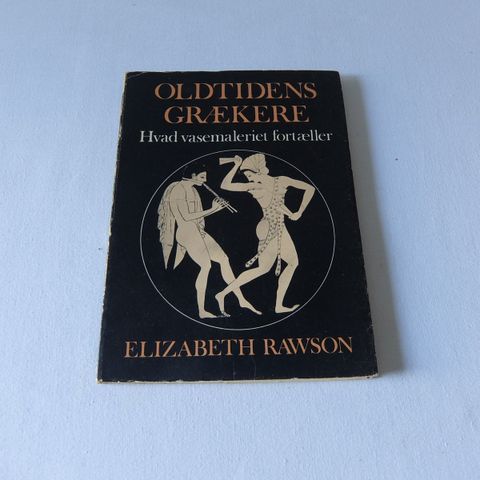 OLDTIDENS
GRÆKERE
Hvad vasemaleriet fortæller
ELIZABETH RAWSON